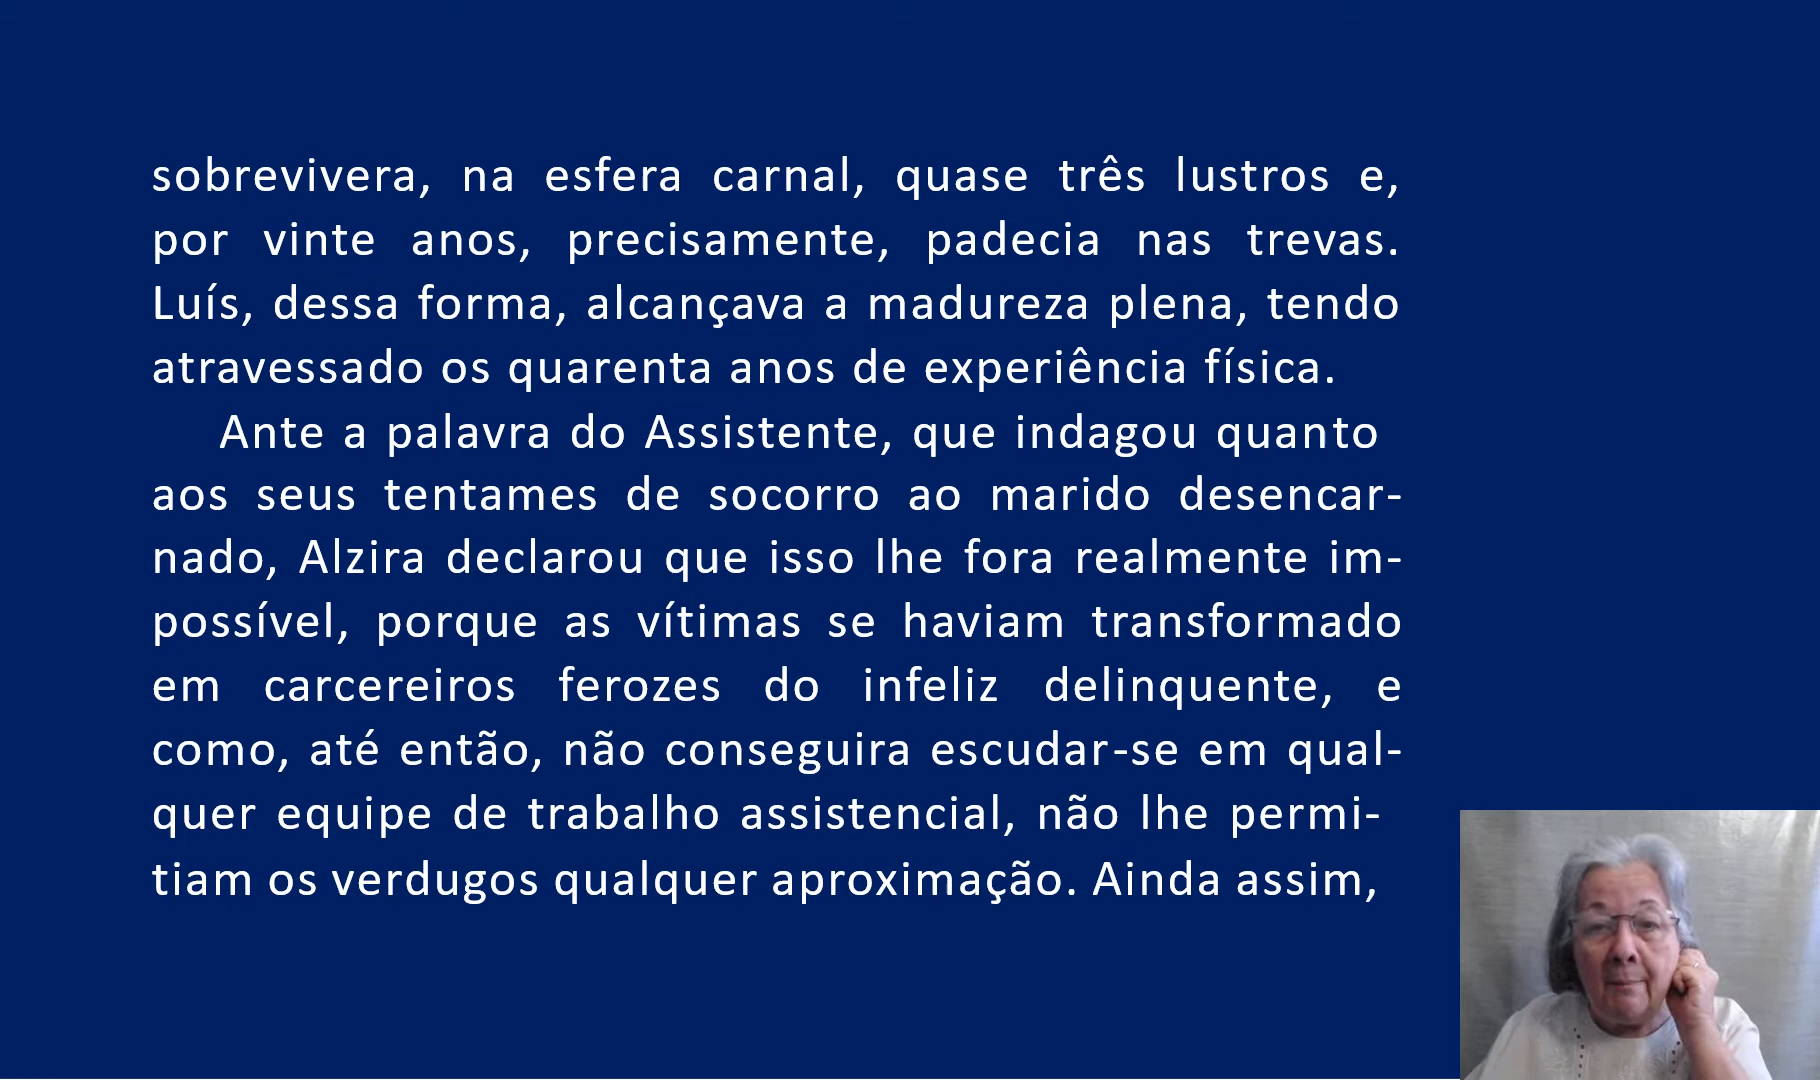 sobrevivera, na esfera carnal, quase três lustros e,
por vinte anos, precisamente, padecia nas trevas.
Luís, dessa forma, alcançava a madureza plena, tendo
atravessado os quarenta anos de experiência física.
Ante a palavra do Assistente, que indagou quanto
aos seus tentames de socorro ao marido desencar-
nado, Alzira declarou que isso lhe fora realmente im-
possível, porque as vítimas se haviam transformado
em carcereiros ferozes do infeliz delinquente, e
como, até então, não conseguira escudar-se em qual-
quer equipe de trabalho assistencial, não lhe permi-
tiam os verdugos qualquer aproximação. Ainda assim,